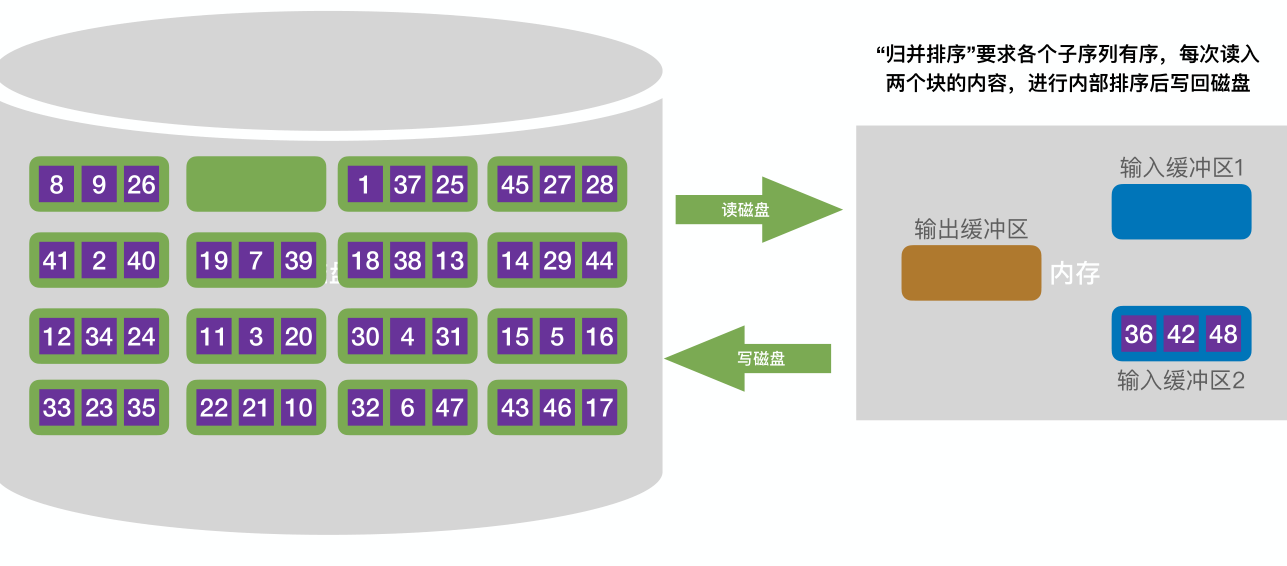 “归并排序”要求各个子序列有序，每次读入
两个块的内容，进行内部排序后写回磁盘
8 9 26 1 37 25 45 27 28
读磁盘
输入缓冲区1
41 2 40 19 7 39 18 38 13 14 29 44
输出缓冲区
内存
12 34 24 11 3 20 30 4 31 15 5 16
写磁盘
36 42 48
输入缓冲区2
33 23 35 22 21 10 32 6 47 43 46 17